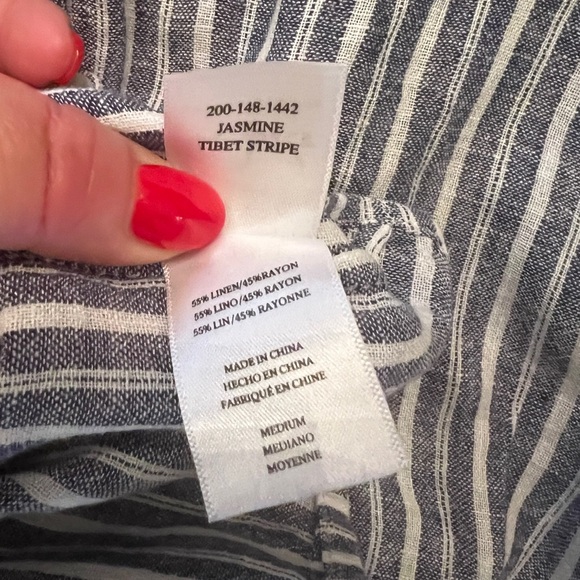 200-148-1442
JASMINE
TIBET STRIPE
55% LINEN/45%RAYON
55% LINO/45% RAYON
55% LIN/45% RAYONNE
MADE IN CHINA
HECHO EN CHINA
FABRIQUÉ EN CHINE
MEDIUM
MEDIANO
MOYENNE